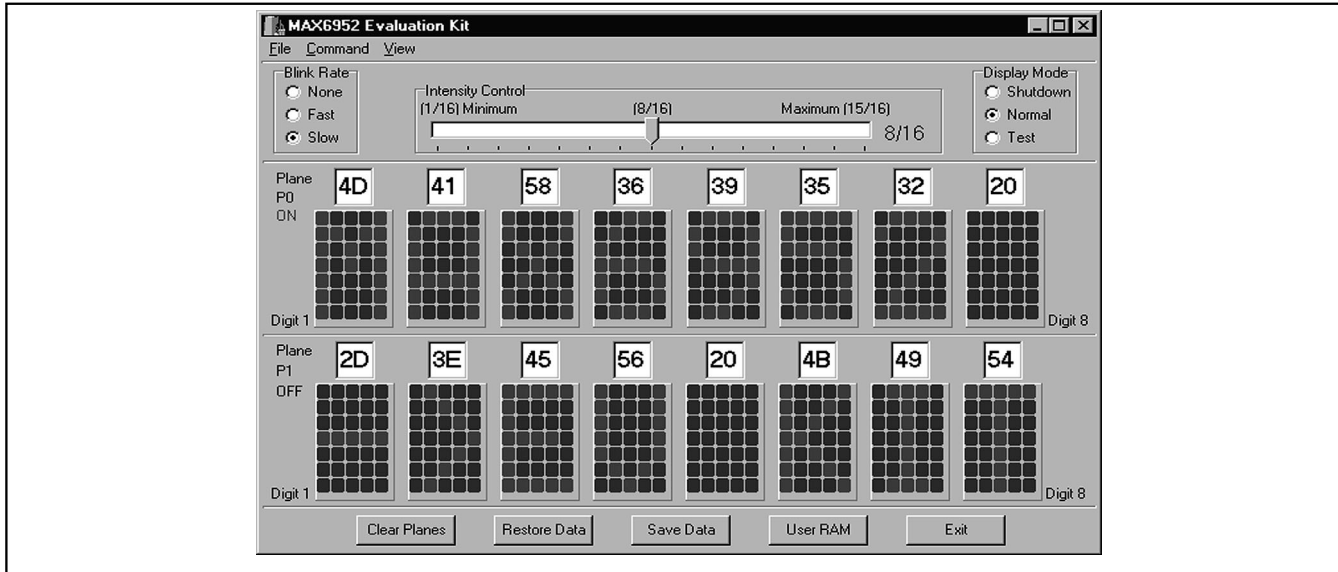 MAX6952 Evaluation Kit
File Command View
Blink Rate
None
Fast
Slow
Intensity Control
(1/16) Minimum (8/16) Maximum (15/16)
8/16
Display Mode
Shutdown
Normal
Test
Plane P0 ON
4D 41 58 36 39 35 32 20
Digit 1 Digit 8
Plane P1 OFF
2D 3E 45 56 20 4B 49 54
Digit 1 Digit 8
Clear Planes Restore Data Save Data User RAM Exit